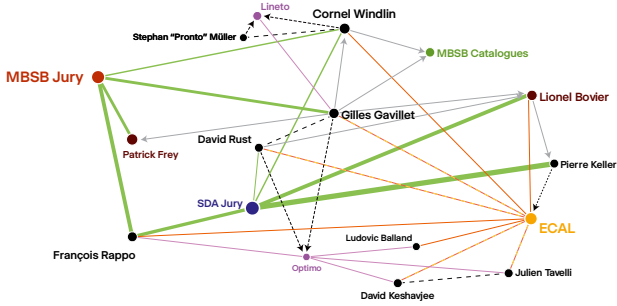 Lineto
Cornel Windlin
Stephan “Pronto” Müller
MBSB Catalogues
MBSB Jury
Lionel Bovier
Gilles Gavillet
David Rust
Patrick Frey
Pierre Keller
SDA Jury
ECAL
Ludovic Balland
François Rappo
Optimo
Julien Tavelli
David Keshavjee